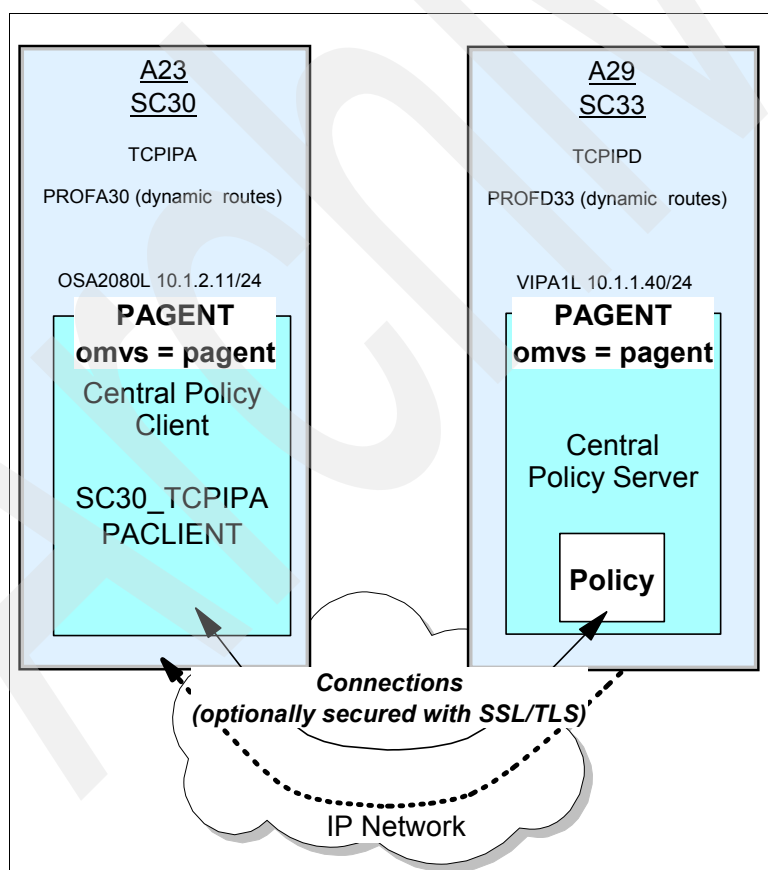 A23
SC30
TCPIPA
PROFA30 (dynamic routes)
OSA2080L 10.1.2.11/24
PAGENT
omvs = pagent
Central Policy
Client
SC30_TCPIPA
PACLIENT
A29
SC33
TCPIPD
PROFD33 (dynamic routes)
VIPA1L 10.1.1.40/24
PAGENT
omvs = pagent
Central
Policy Server
Policy
Connections
(optionally secured with SSL/TLS)
IP Network